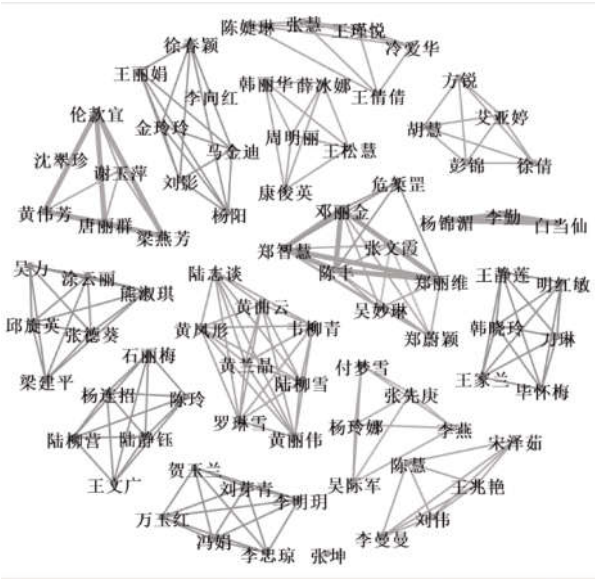 陈婕琳
张慧
王瑾悦
冷爱华
王倩倩
徐春颖
王丽娟
李向红
金玲玲
马金迪
刘影
杨阳
韩丽华
薛冰娜
周明丽
王松慧
康俊英
方锐
艾亚婷
胡慧
彭锦
徐倩
沈翠珍
谢玉萍
黄伟芳
唐丽群
梁燕芳
邓丽金
郑智慧
张文霞
陈丰
郑丽维
吴妙琳
郑蔚颖
杨锦湄
李勤
白当仙
吴力
涂云丽
熊淑琪
邱旋英
张德葵
梁建平
陆志谈
黄曲云
黄凤形
韦柳青
黄兰晶
陆柳雪
罗琳雪
黄丽伟
王静莲
明红敏
韩晓玲
刀琳
王家兰
毕怀梅
石丽梅
杨连招
陈玲
陆柳营
陆静钰
王文广
付梦雪
张先庚
杨玲娜
李燕
吴际军
宋泽茹
陈慧
王兆艳
刘伟
李曼曼
贺玉兰
刘芽青
李明玥
万玉红
冯娟
李忠琼
张坤